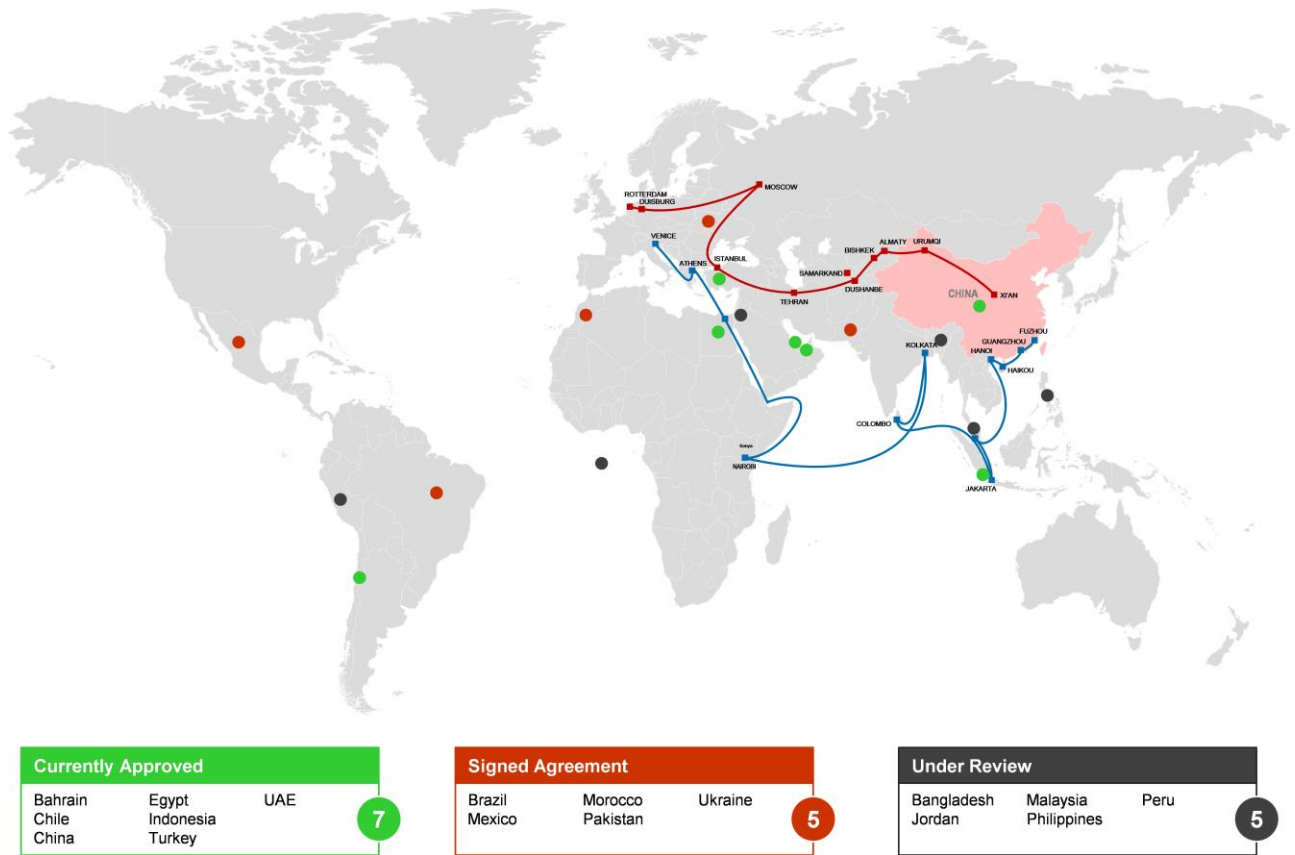 MOSCOW
ROTTERDAM
DUISBURG
VENICE
ATHENS
ISTANBUL
TEHRAN
SAMARKAND
DUSHANBE
BISHKEK
ALMATY
URUMQI
CHINA
XI'AN
FUZHOU
GUANGZHOU
HANOI
HAIKOU
KOLKATA
COLOMBO
Kenya
NAIROBI
JAKARTA
Currently Approved
Bahrain Egypt UAE
Chile Indonesia
China Turkey
7
Signed Agreement
Brazil Morocco Ukraine
Mexico Pakistan
5
Under Review
Bangladesh Malaysia Peru
Jordan Philippines
5